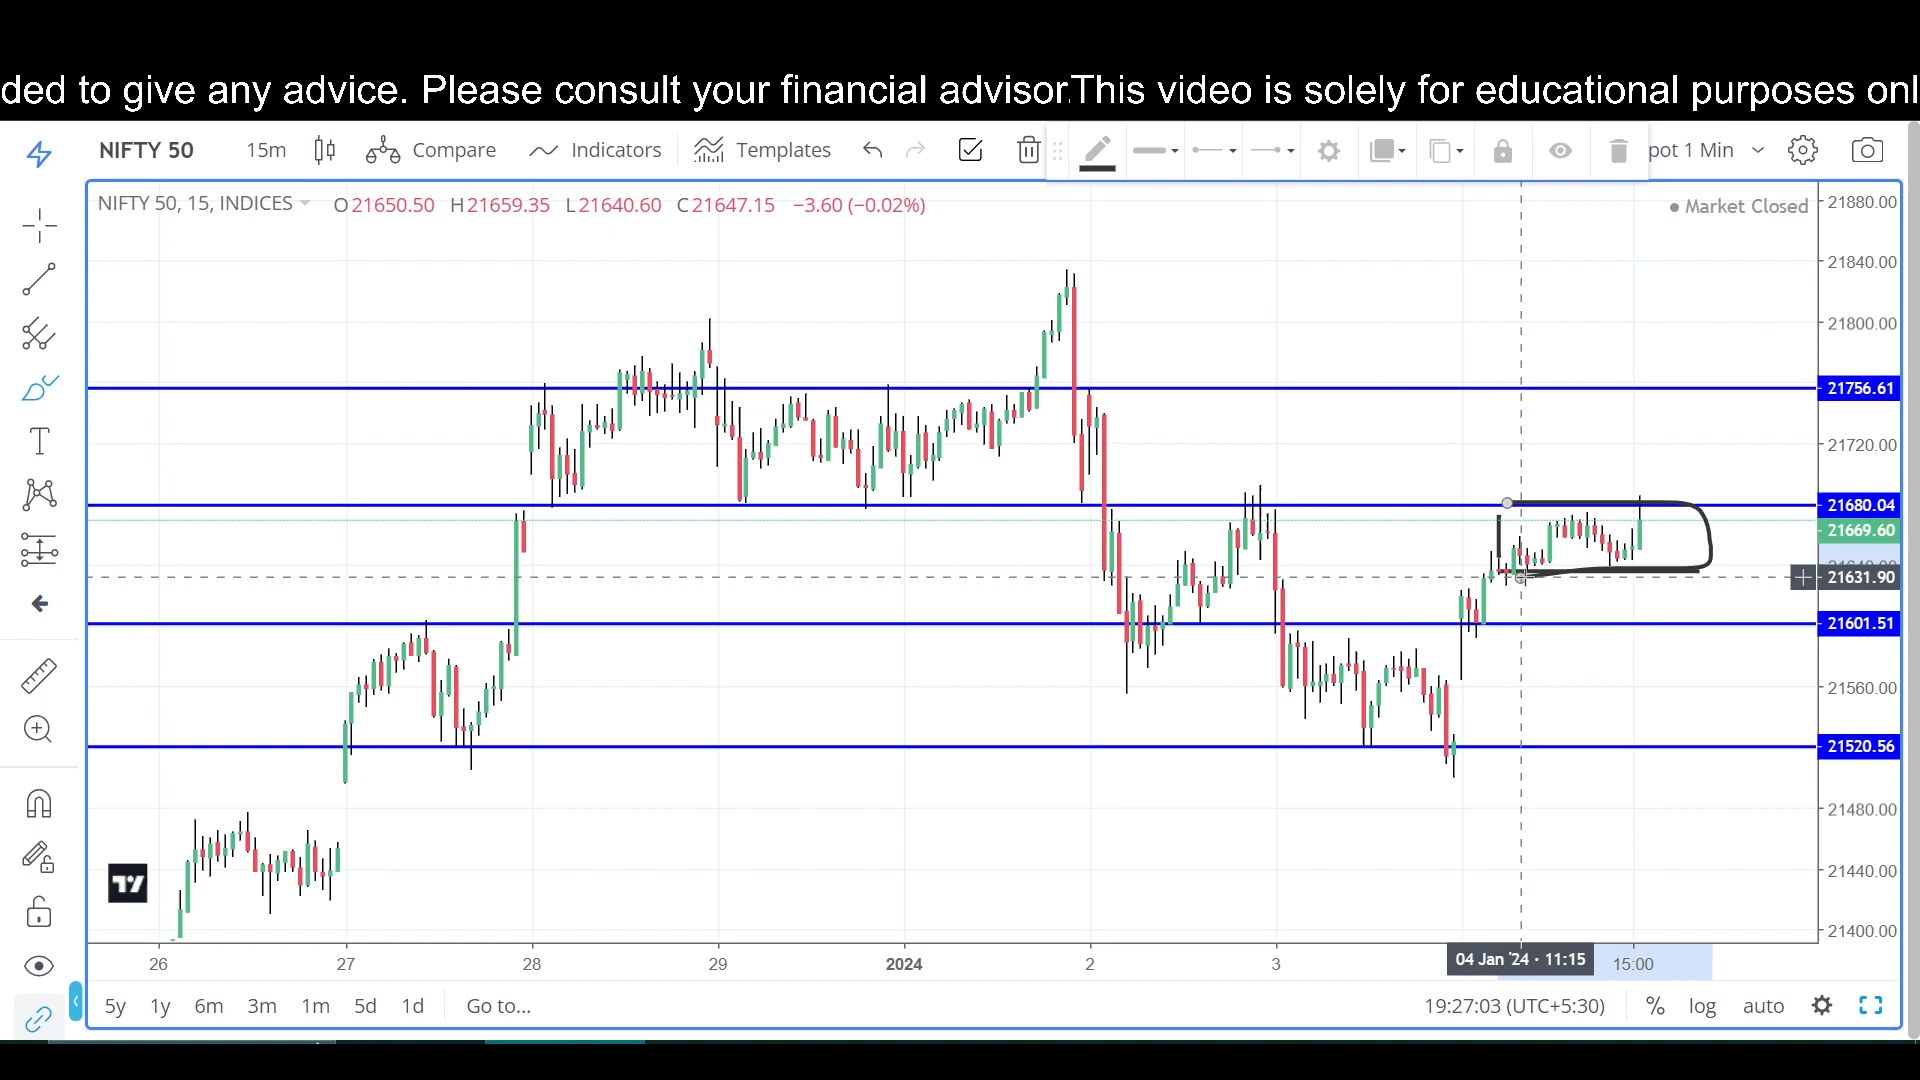 ded to give any advice. Please consult your financial advisor.This video is solely for educational purposes onl
NIFTY 50 15m Compare Indicators Templates pot 1 Min
NIFTY 50, 15, INDICES O21650.50 H21659.35 L21640.60 C21647.15 −3.60 (−0.02%)
Market Closed
21880.00
21840.00
21800.00
21756.61
21720.00
21680.04
21669.60
21631.90
21601.51
21560.00
21520.56
21480.00
21440.00
21400.00
26 27 28 29 2024 2 3 04 Jan '24 · 11:15 15:00
5y 1y 6m 3m 1m 5d 1d Go to... 19:27:03 (UTC+5:30) % log auto